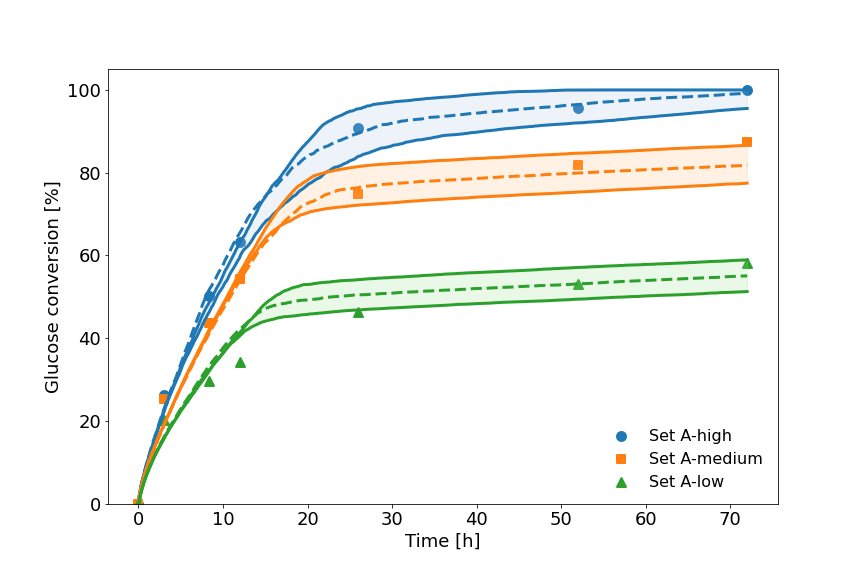 100
80
60
40
20
0
Glucose conversion [%]
Set A-high
Set A-medium
Set A-low
0 10 20 30 40 50 60 70
Time [h]